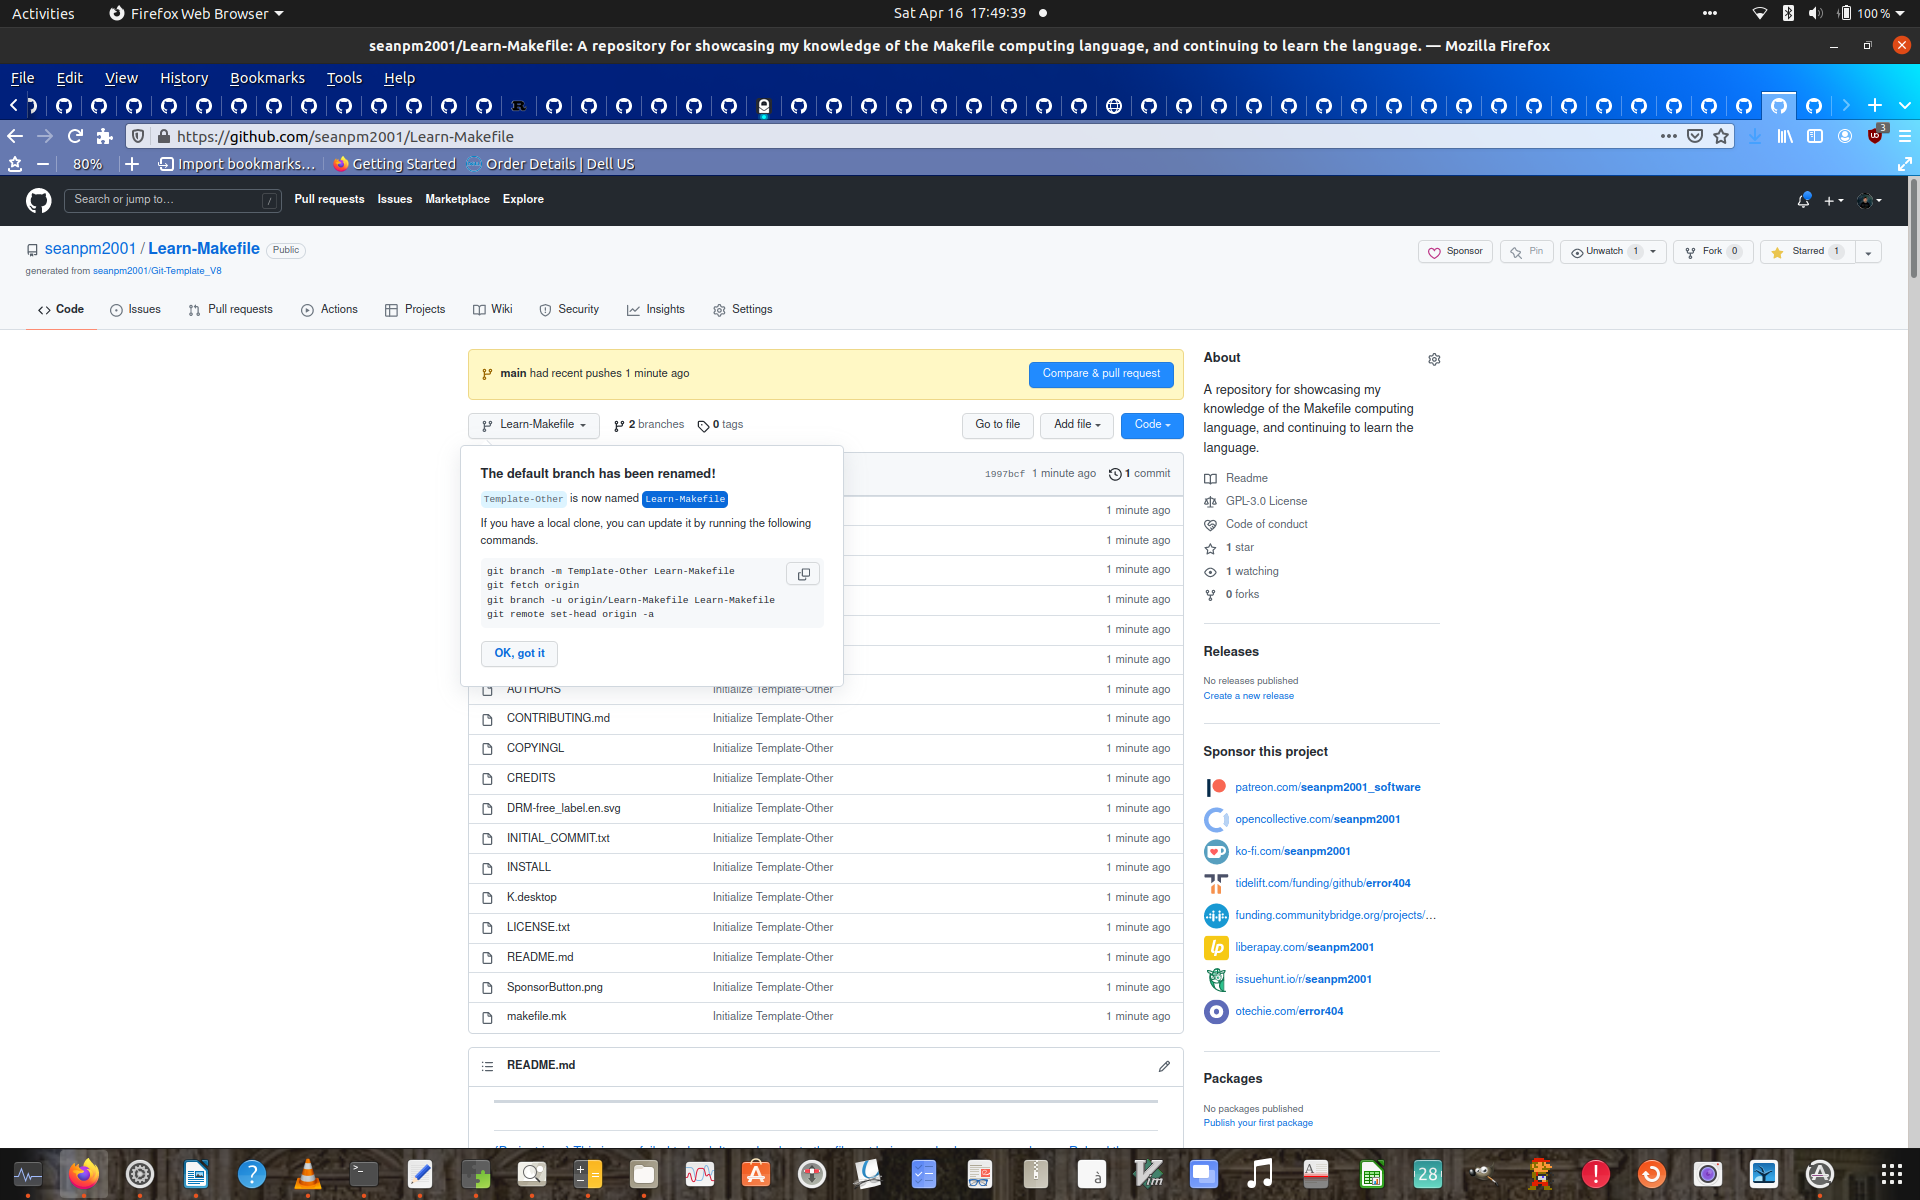 Activities
Firefox Web Browser
Sat Apr 16 17:49:39
100 %
seanpm2001/Learn-Makefile: A repository for showcasing my knowledge of the Makefile computing language, and continuing to learn the language. — Mozilla Firefox
File Edit View History Bookmarks Tools Help
https://github.com/seanpm2001/Learn-Makefile
3
80%
Import bookmarks...
Getting Started
Order Details | Dell US
Search or jump to...
/
Pull requests Issues Marketplace Explore
seanpm2001 / Learn-Makefile
Public
generated from seanpm2001/Git-Template_V8
Sponsor
Pin
Unwatch 1
Fork 0
Starred 1
Code
Issues
Pull requests
Actions
Projects
Wiki
Security
Insights
Settings
main had recent pushes 1 minute ago
Compare & pull request
Learn-Makefile
2 branches
0 tags
Go to file
Add file
Code
The default branch has been renamed!
Template-Other is now named Learn-Makefile
If you have a local clone, you can update it by running the following
commands.
git branch -m Template-Other Learn-Makefile
git fetch origin
git branch -u origin/Learn-Makefile Learn-Makefile
git remote set-head origin -a
OK, got it
1997bcf 1 minute ago
1 commit
1 minute ago
1 minute ago
1 minute ago
1 minute ago
1 minute ago
1 minute ago
AUTHORS Initialize Template-Other 1 minute ago
CONTRIBUTING.md Initialize Template-Other 1 minute ago
COPYINGL Initialize Template-Other 1 minute ago
CREDITS Initialize Template-Other 1 minute ago
DRM-free_label.en.svg Initialize Template-Other 1 minute ago
INITIAL_COMMIT.txt Initialize Template-Other 1 minute ago
INSTALL Initialize Template-Other 1 minute ago
K.desktop Initialize Template-Other 1 minute ago
LICENSE.txt Initialize Template-Other 1 minute ago
README.md Initialize Template-Other 1 minute ago
SponsorButton.png Initialize Template-Other 1 minute ago
makefile.mk Initialize Template-Other 1 minute ago
README.md
About
A repository for showcasing my
knowledge of the Makefile computing
language, and continuing to learn the
language.
Readme
GPL-3.0 License
Code of conduct
1 star
1 watching
0 forks
Releases
No releases published
Create a new release
Sponsor this project
patreon.com/seanpm2001_software
opencollective.com/seanpm2001
ko-fi.com/seanpm2001
tidelift.com/funding/github/error404
funding.communitybridge.org/projects/...
liberapay.com/seanpm2001
issuehunt.io/r/seanpm2001
otechie.com/error404
Packages
No packages published
Publish your first package
28